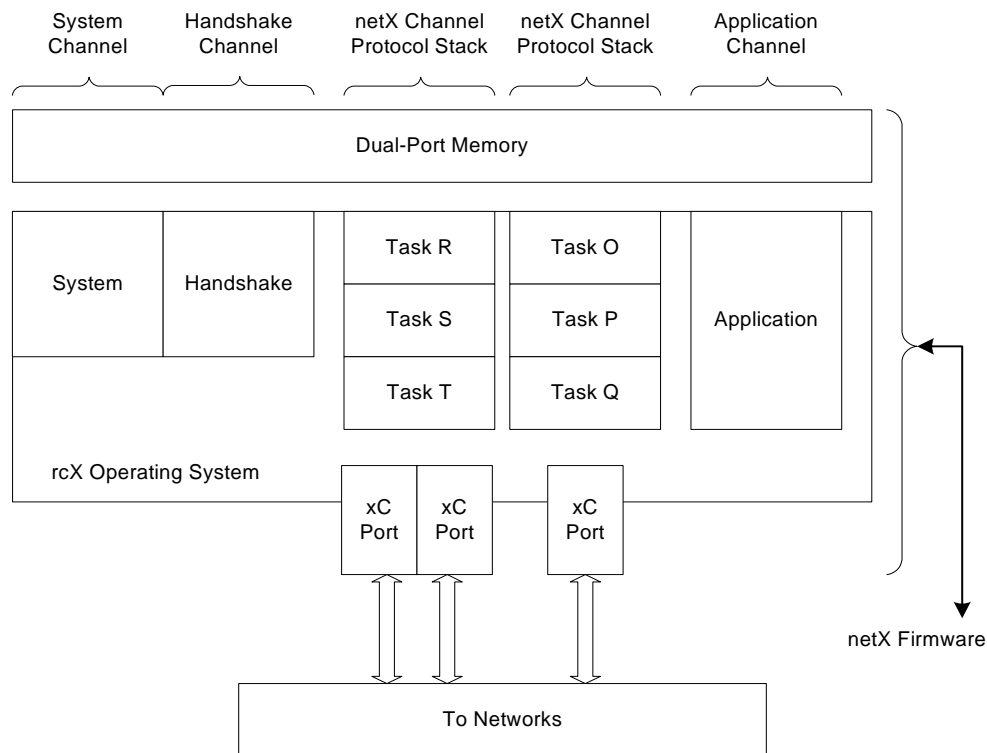 System
Channel
Handshake
Channel
netX Channel
Protocol Stack
netX Channel
Protocol Stack
Application
Channel
Dual-Port Memory
System
Handshake
Task R
Task S
Task T
Task O
Task P
Task Q
Application
rcX Operating System
xC
Port
xC
Port
xC
Port
netX Firmware
To Networks